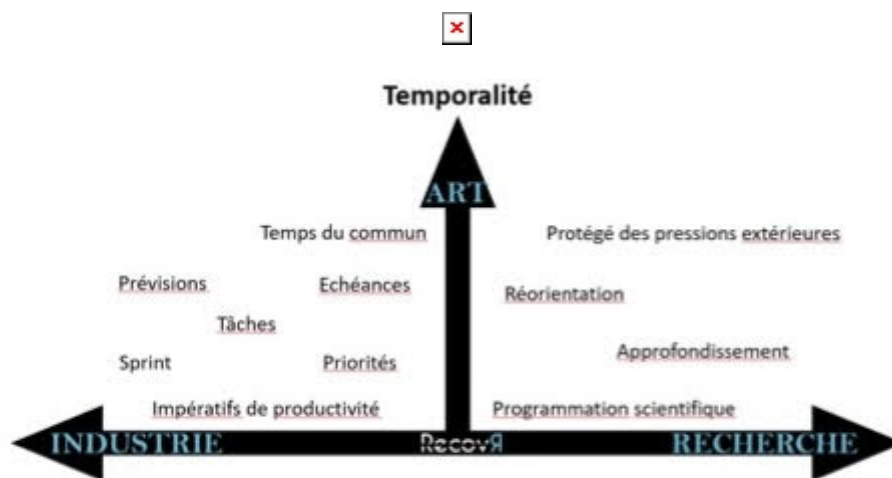 Temporalité
ART
Temps du commun
Protégé des pressions extérieures
Prévisions
Echéances
Réorientation
Tâches
Approfondissement
Sprint
Priorités
Impératifs de productivité
Programmation scientifique
INDUSTRIE
RecovЯ
RECHERCHE